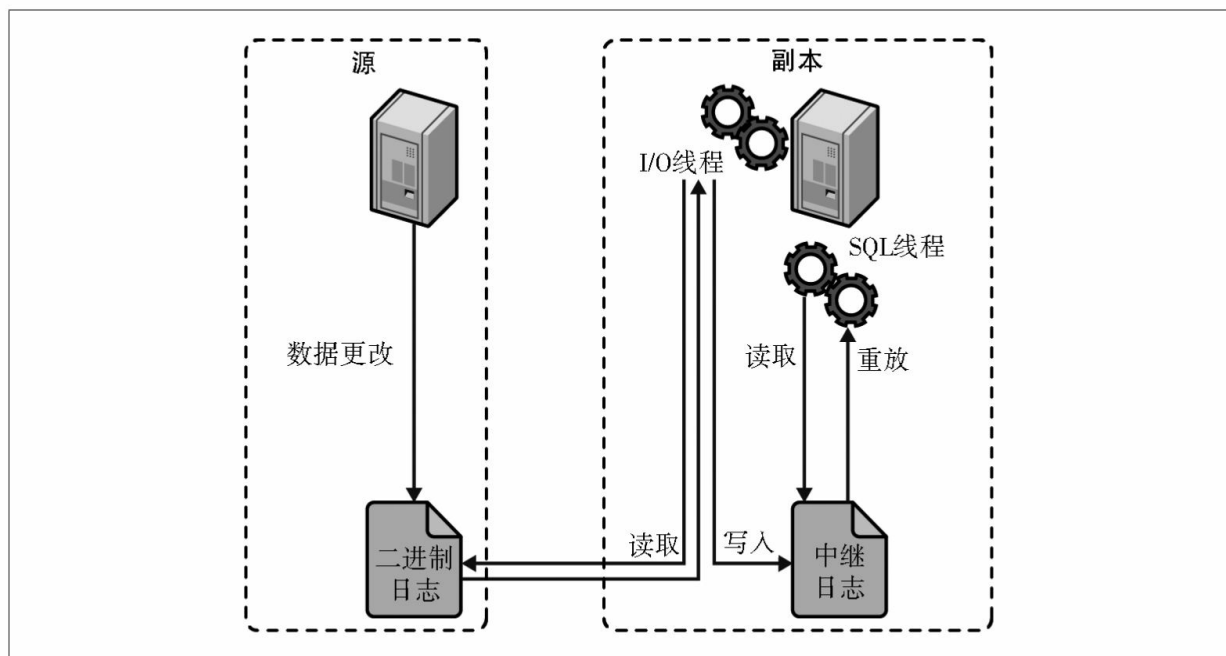 源
副本
I/O线程
SQL线程
数据更改
读取
重放
读取
写入
二进制
日志
中继
日志